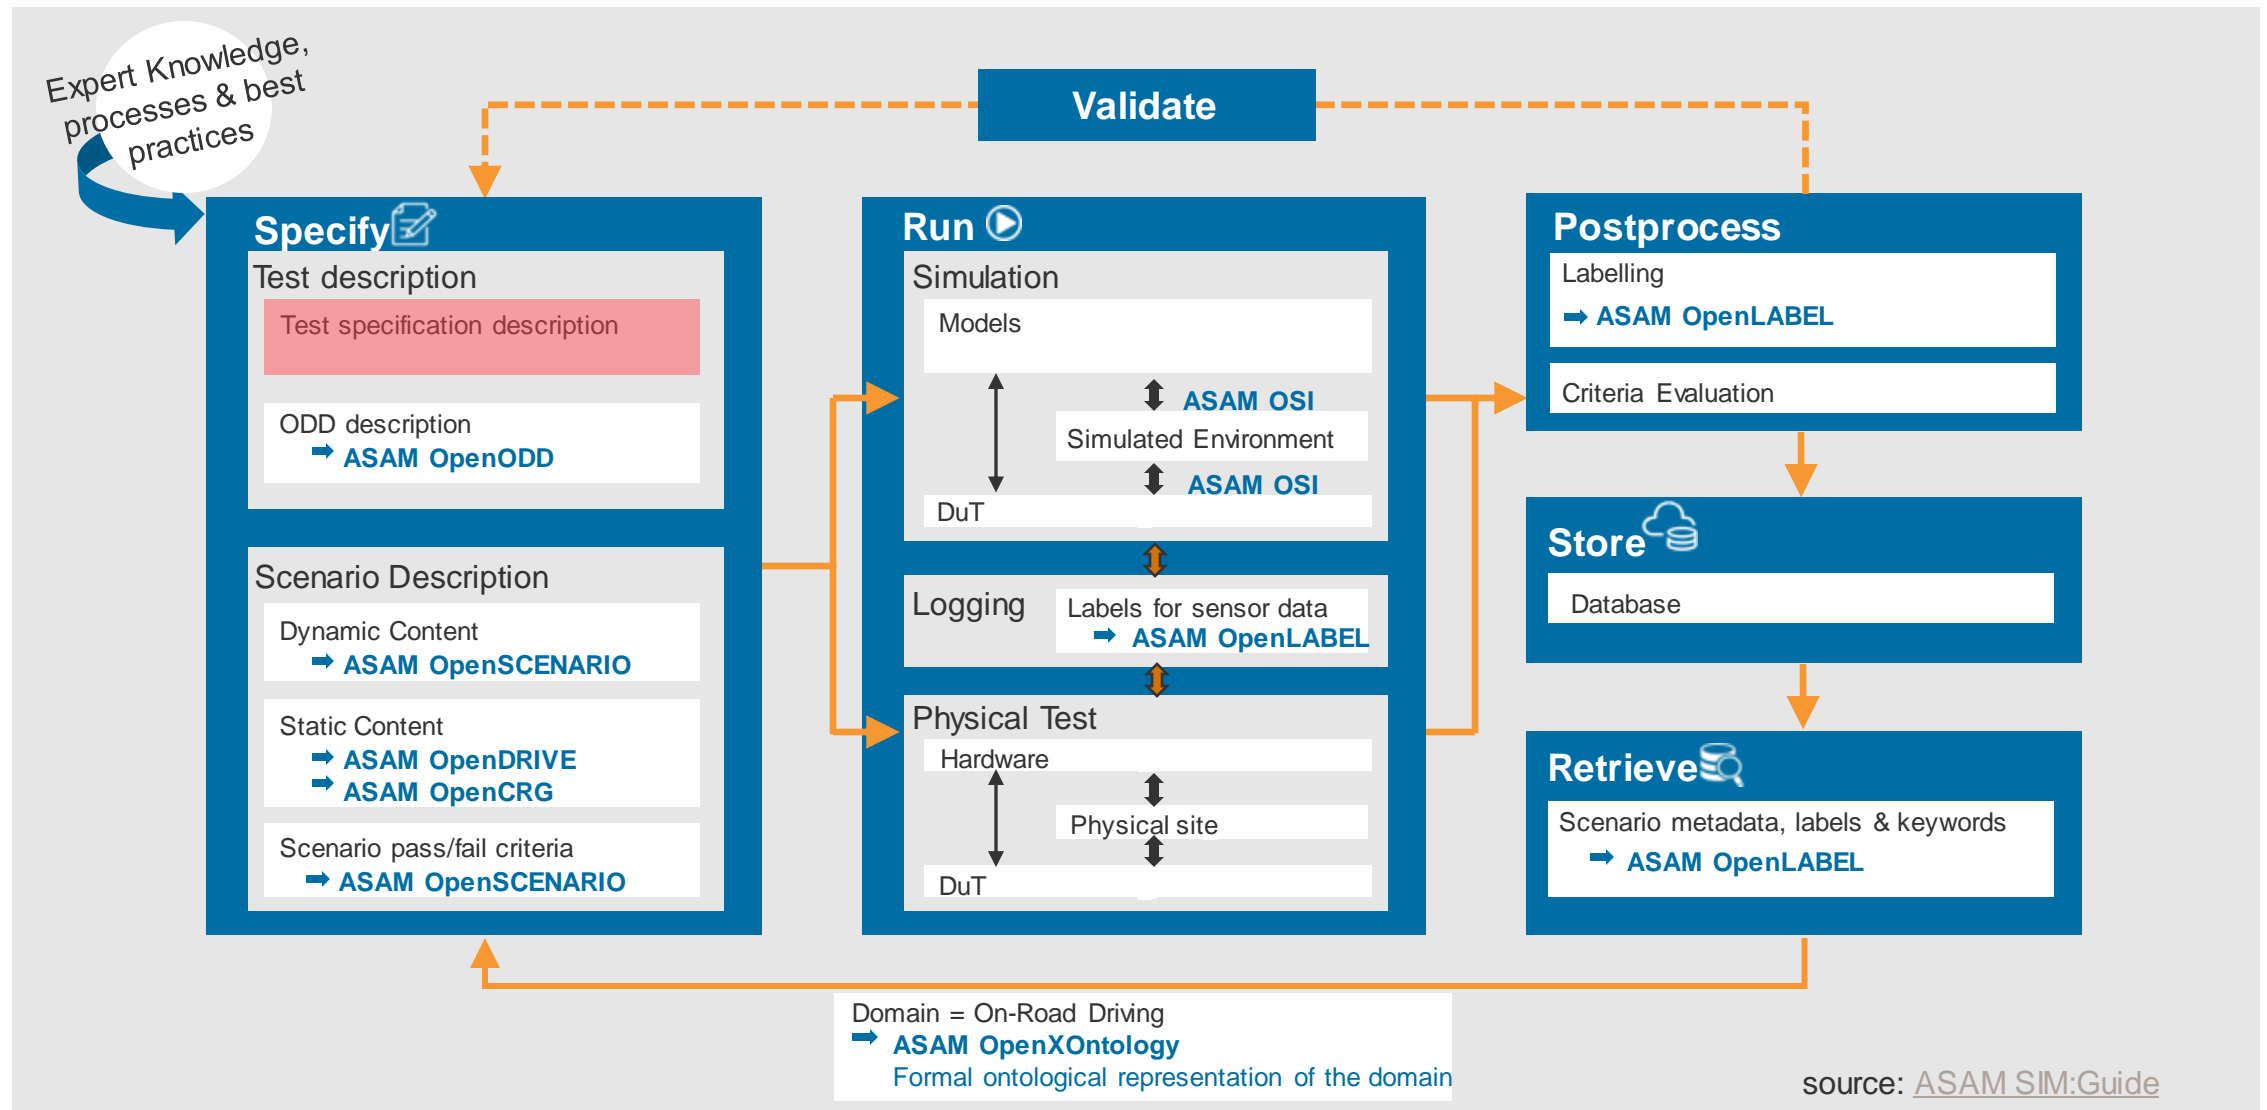 Expert Knowledge,
processes & best
practices
Validate
Specify
Test description
Test specification description
ODD description
ASAM OpenODD
Scenario Description
Dynamic Content
ASAM OpenSCENARIO
Static Content
ASAM OpenDRIVE
ASAM OpenCRG
Scenario pass/fail criteria
ASAM OpenSCENARIO
Run
Simulation
Models
ASAM OSI
Simulated Environment
ASAM OSI
DuT
Logging
Labels for sensor data
ASAM OpenLABEL
Physical Test
Hardware
Physical site
DuT
Postprocess
Labelling
ASAM OpenLABEL
Criteria Evaluation
Store
Database
Retrieve
Scenario metadata, labels & keywords
ASAM OpenLABEL
Domain = On-Road Driving
ASAM OpenXOntology
Formal ontological representation of the domain
source: ASAM SIM:Guide